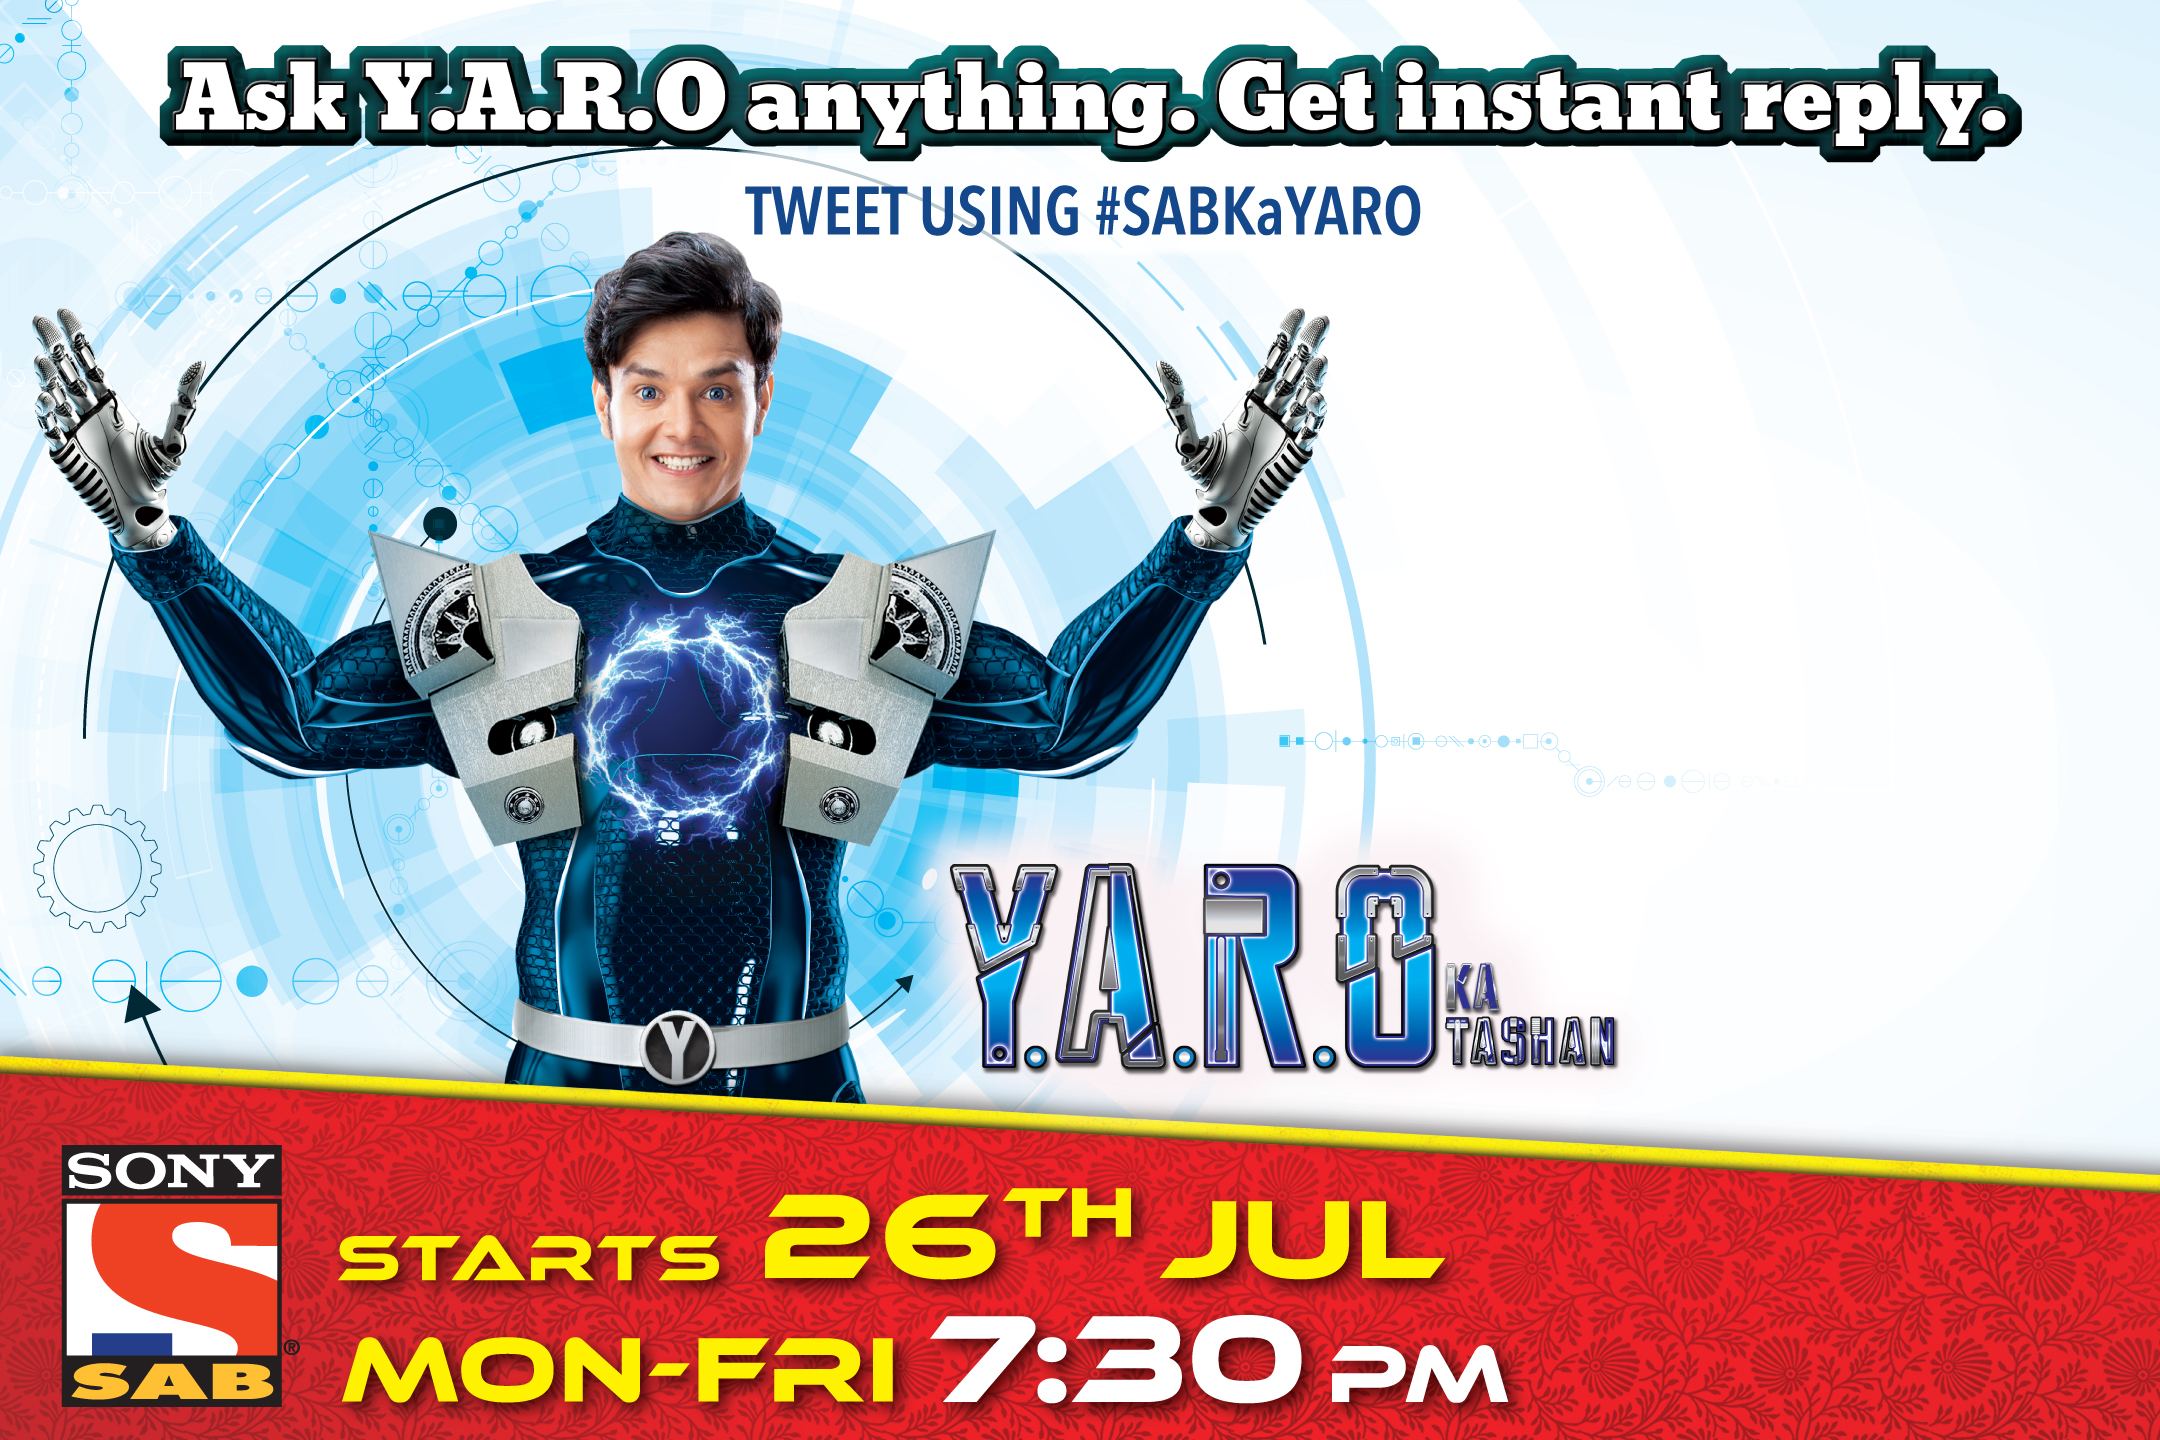 Ask Y.A.R.O anything. Get instant reply.
TWEET USING #SABKaYARO
Y.A.R.O KA TASHAN
Y
SONY
S
SAB ®
STARTS 26TH JUL
MON-FRI 7:30 PM